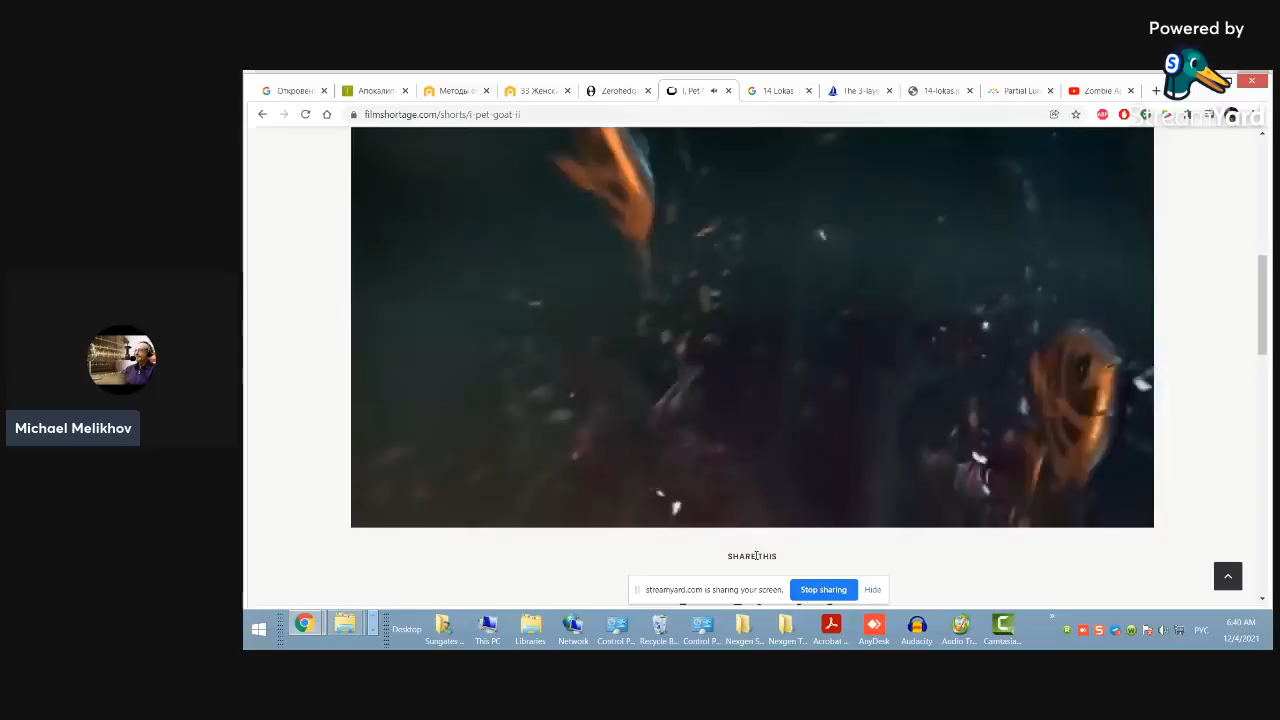 Powered by
StreamYard
Откровен
Апокалип
Методы
33 Женск
Zerohedo
I, Pet
14 Lokas
The 3-laye
14-lokas.j
Partial Lun
Zombie Ap
filmshortage.com/shorts/i-pet-goat-ii
Michael Melikhov
SHARE THIS
streamyard.com is sharing your screen.
Stop sharing
Hide
Desktop
Sungates ...
This PC
Libraries
Network
Control P...
Recycle B...
Control P...
Nexgen S...
Nexgen T...
Acrobat ...
AnyDesk
Audacity
Audio Tr...
Camtasia...
РУС
6:40 AM
12/4/2021